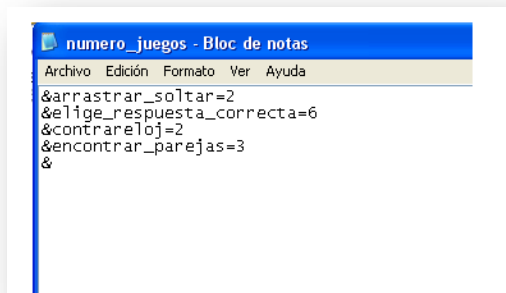 numero_juegos - Bloc de notas
Archivo Edición Formato Ver Ayuda
&arrastrar_soltar=2
&elige_respuesta_correcta=6
&contrareloj=2
&encontrar_parejas=3
&